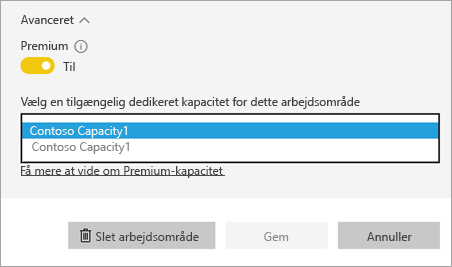 Avanceret
Premium
Til
Vælg en tilgængelig dedikeret kapacitet for dette arbejdsområde
Contoso Capacity1
Contoso Capacity1
Få mere at vide om Premium-kapacitet
Slet arbejdsområde Gem Annuller